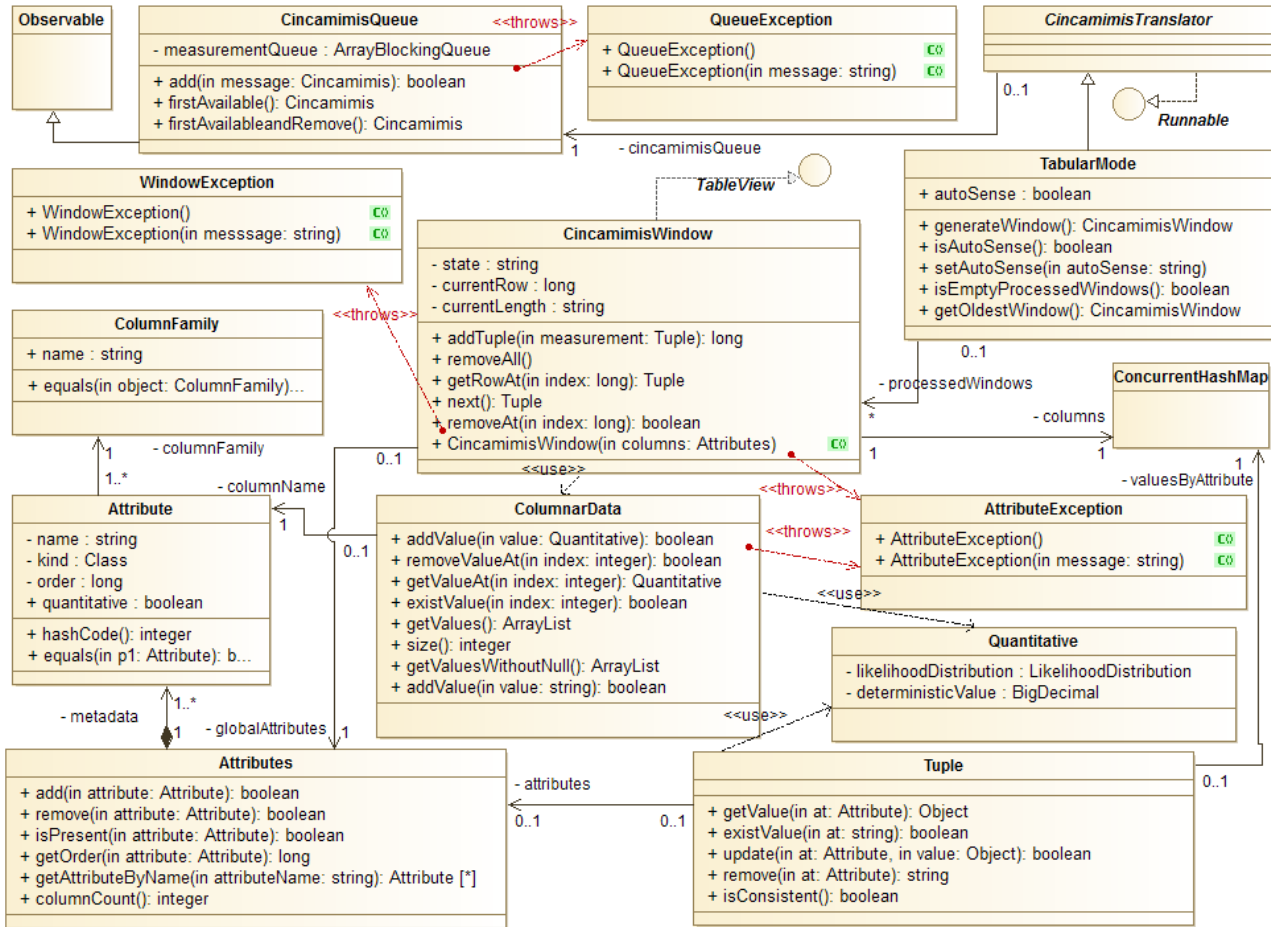 Observable
CincamimisQueue
- measurementQueue : ArrayBlockingQueue
+ add(in message: Cincamimis): boolean
+ firstAvailable(): Cincamimis
+ firstAvailableandRemove(): Cincamimis
<<throws>>
QueueException
+ QueueException()
C()
+ QueueException(in message: string)
C()
CincamimisTranslator
0..1
Runnable
1
- cincamimisQueue
WindowException
+ WindowException()
C()
+ WindowException(in messsage: string)
C()
TableView
TabularMode
+ autoSense : boolean
+ generateWindow(): CincamimisWindow
+ isAutoSense(): boolean
+ setAutoSense(in autoSense: string)
+ isEmptyProcessedWindows(): boolean
+ getOldestWindow(): CincamimisWindow
0..1
- processedWindows
*
CincamimisWindow
- state : string
- currentRow : long
- currentLength : string
+ addTuple(in measurement: Tuple): long
+ removeAll()
+ getRowAt(in index: long): Tuple
+ next(): Tuple
+ removeAt(in index: long): boolean
+ CincamimisWindow(in columns: Attributes)
C()
<<throws>>
ColumnFamily
+ name : string
+ equals(in object: ColumnFamily)...
1
- columnFamily
1..*
ConcurrentHashMap
- columns
1
1
1
- valuesByAttribute
0..1
<<use>>
<<throws>>
- columnName
1
0..1
Attribute
- name : string
- kind : Class
- order : long
+ quantitative : boolean
+ hashCode(): integer
+ equals(in p1: Attribute): b...
ColumnarData
+ addValue(in value: Quantitative): boolean
+ removeValueAt(in index: integer): boolean
+ getValueAt(in index: integer): Quantitative
+ existValue(in index: integer): boolean
+ getValues(): ArrayList
+ size(): integer
+ getValuesWithoutNull(): ArrayList
+ addValue(in value: string): boolean
<<throws>>
AttributeException
+ AttributeException()
C()
+ AttributeException(in message: string)
C()
<<use>>
Quantitative
- likelihoodDistribution : LikelihoodDistribution
- deterministicValue : BigDecimal
<<use>>
1..*
- metadata
1
- globalAttributes
1
Attributes
+ add(in attribute: Attribute): boolean
+ remove(in attribute: Attribute): boolean
+ isPresent(in attribute: Attribute): boolean
+ getOrder(in attribute: Attribute): long
+ getAttributeByName(in attributeName: string): Attribute [*]
+ columnCount(): integer
- attributes
0..1
0..1
Tuple
+ getValue(in at: Attribute): Object
+ existValue(in at: string): boolean
+ update(in at: Attribute, in value: Object): boolean
+ remove(in at: Attribute): string
+ isConsistent(): boolean
0..1